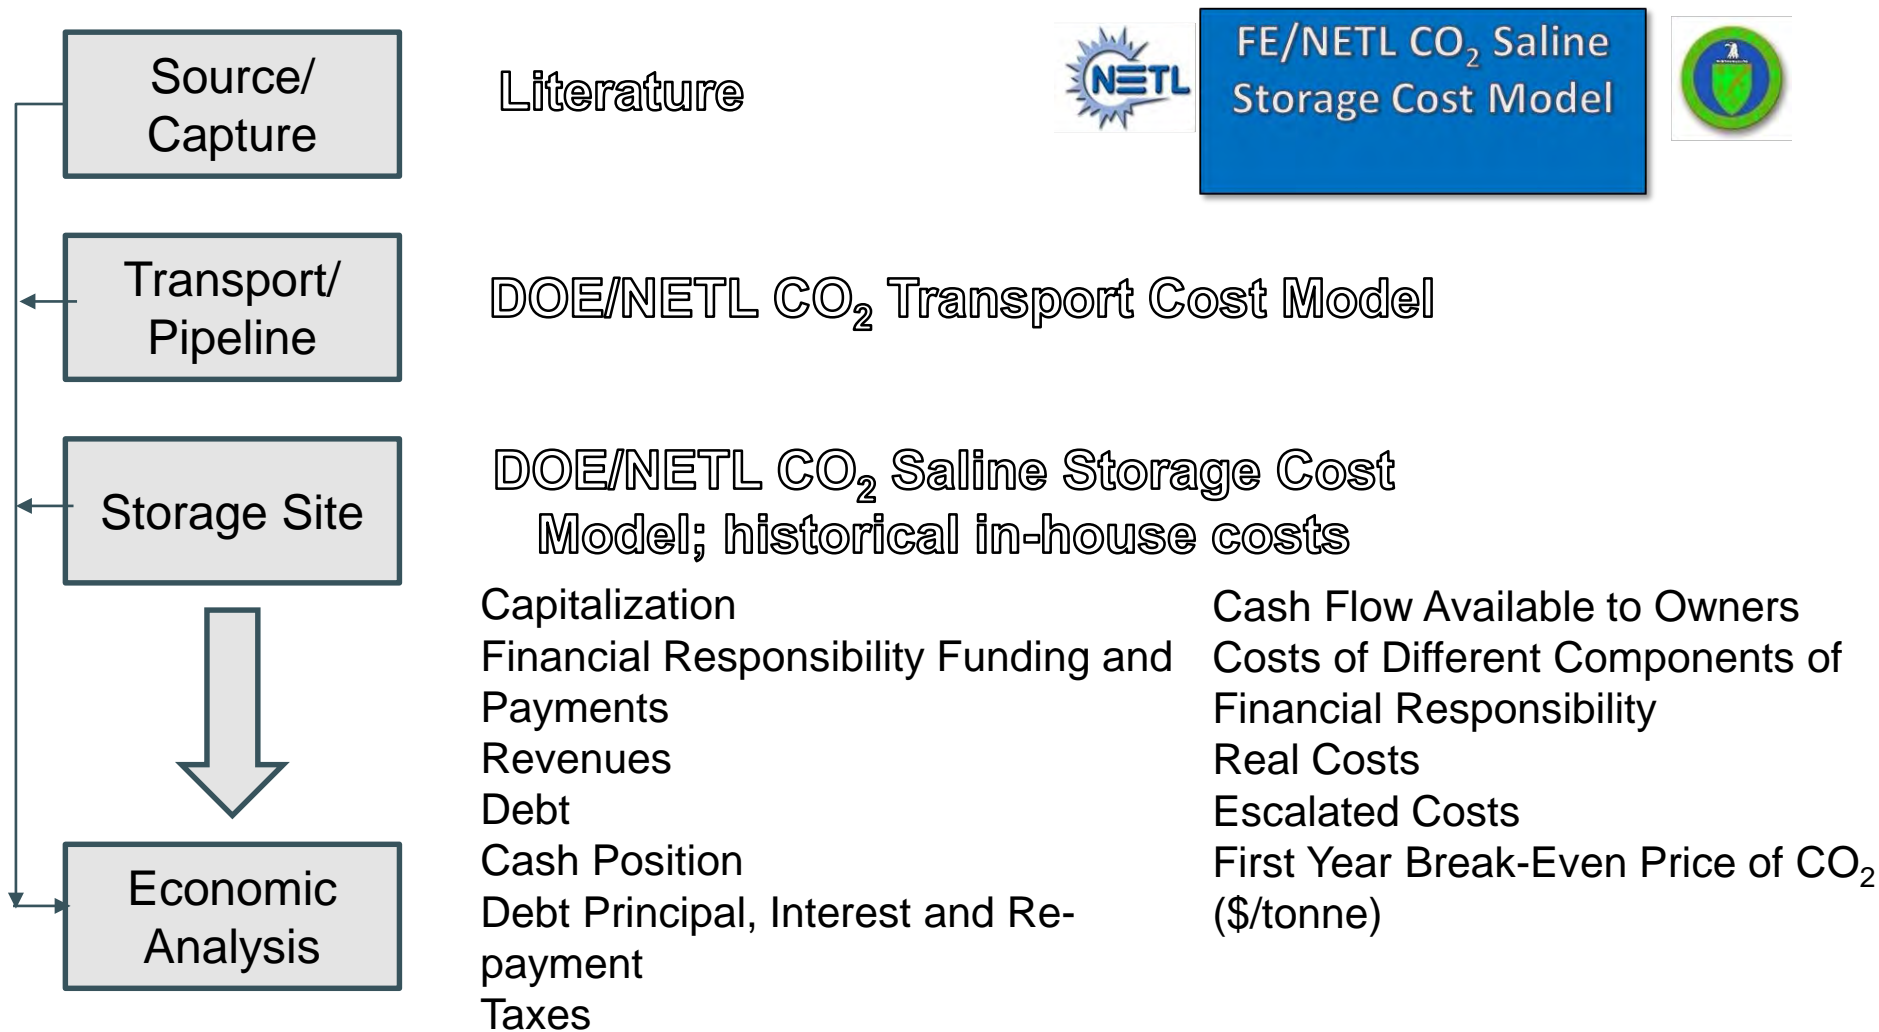 Source/
Capture
Literature
NETL
FE/NETL CO₂ Saline
Storage Cost Model
Transport/
Pipeline
DOE/NETL CO₂ Transport Cost Model
Storage Site
DOE/NETL CO₂ Saline Storage Cost
Model; historical in-house costs
Capitalization
Financial Responsibility Funding and
Payments
Revenues
Debt
Cash Position
Debt Principal, Interest and Re-
payment
Taxes
Cash Flow Available to Owners
Costs of Different Components of
Financial Responsibility
Real Costs
Escalated Costs
First Year Break-Even Price of CO₂
($/tonne)
Economic
Analysis